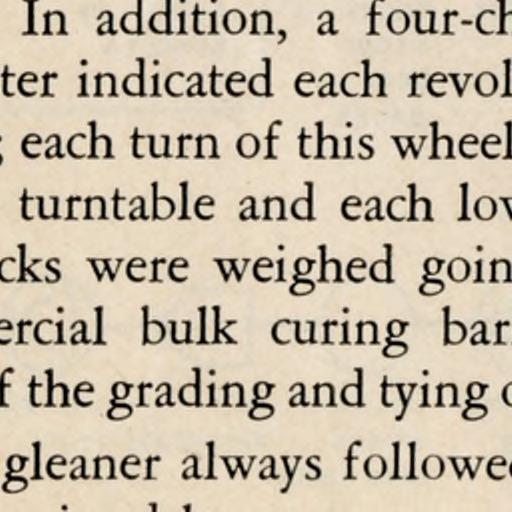 In addition, a four-ch
ter indicated each revol
; each turn of this wheel
turntable and each lov
cks were weighed goin
ercial bulk curing bar
f the grading and tying o
gleaner always followe